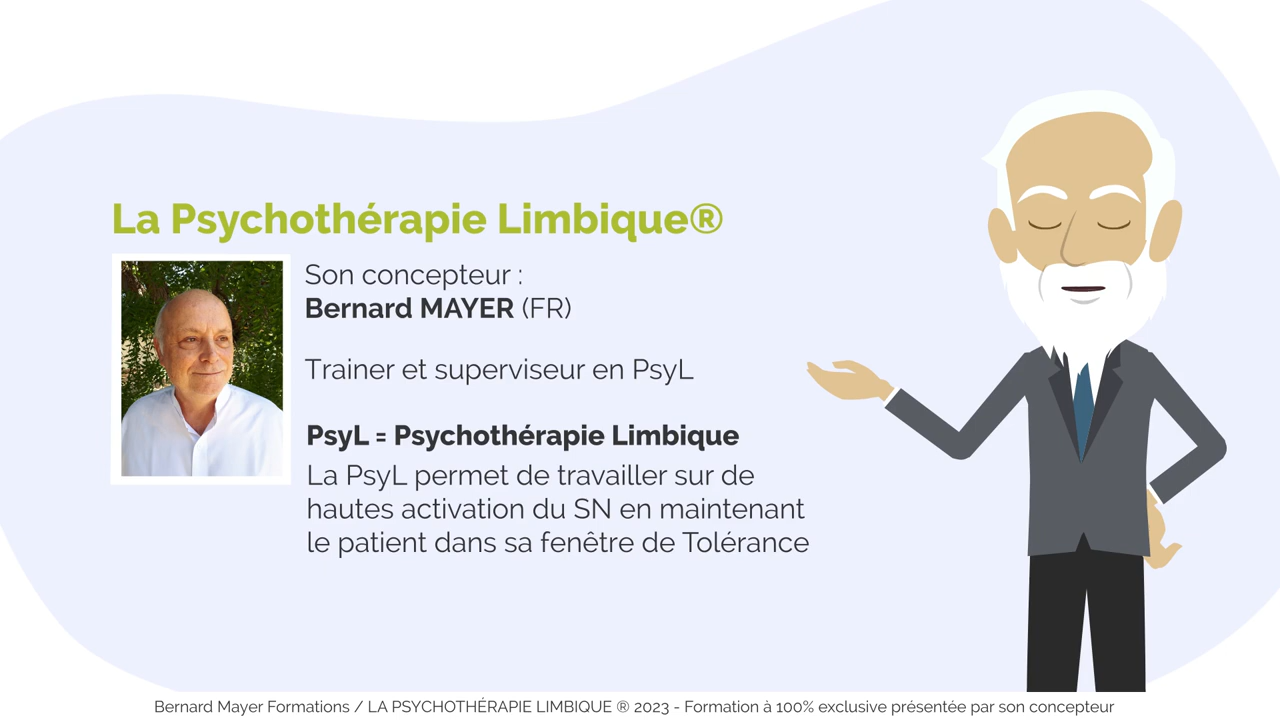 La Psychothérapie Limbique®
Son concepteur :
Bernard MAYER (FR)
Trainer et superviseur en PsyL
PsyL = Psychothérapie Limbique
La PsyL permet de travailler sur de
hautes activation du SN en maintenant
le patient dans sa fenêtre de Tolérance
Bernard Mayer Formations / LA PSYCHOTHÉRAPIE LIMBIQUE ® 2023 - Formation à 100% exclusive présentée par son concepteur